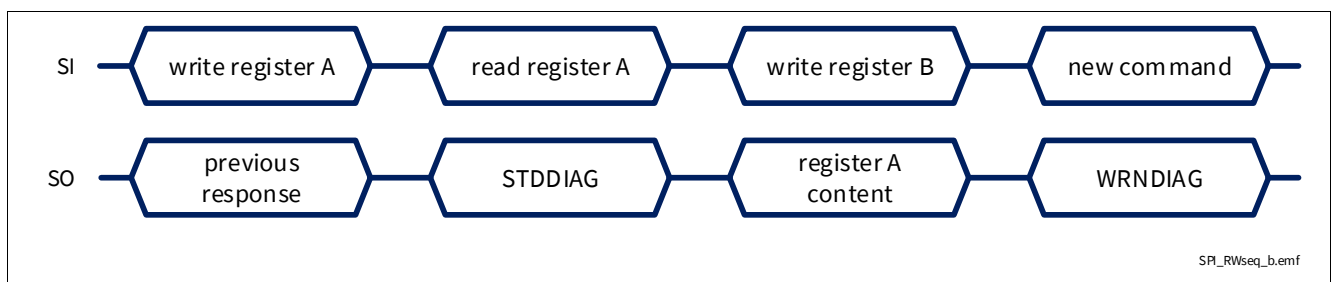 SI
write register A
read register A
write register B
new command
SO
previous
response
STDDIAG
register A
content
WRNDIAG
SPI_RWseq_b.emf